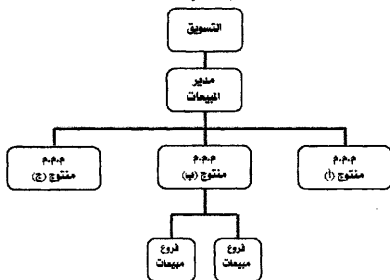 التسويق
مدير
المبيعات
م.م.م
منتوج (أ)
م.م.م
منتوج (ب)
م.م.م
منتوج (ج)
فروع
مبيعات
فروع
مبيعات